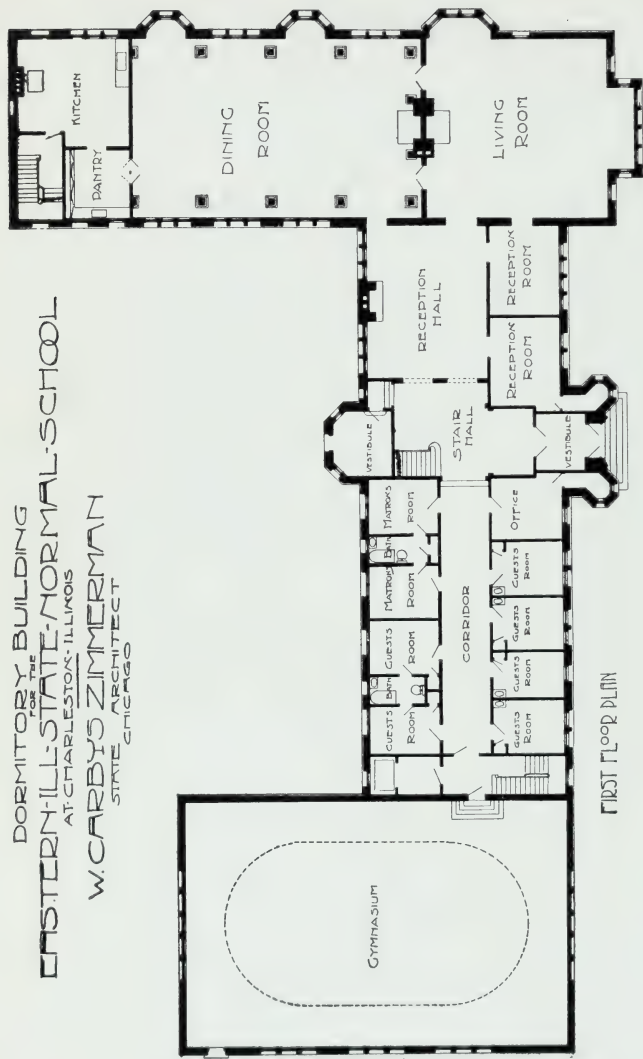 DORMITORY BUILDING
FOR THE
EASTERN-ILL-STATE-NORMAL-SCHOOL
AT-CHARLESTON-ILLINOIS
W. CARBYS ZIMMERMAN
STATE ARCHITECT
CHICAGO
KITCHEN
PANTRY
DINING
ROOM
LIVING
ROOM
RECEPTION
HALL
RECEPTION
ROOM
RECEPTION
ROOM
STAIR
HALL
VESTIBULE
VESTIBULE
MATRONS
ROOM
BATH
MATRONS
ROOM
GUESTS
ROOM
BATH
GUESTS
ROOM
CORRIDOR
OFFICE
GUESTS
ROOM
GUESTS
ROOM
GUESTS
ROOM
GUESTS
ROOM
GYMNASIUM
FIRST FLOOR PLAN